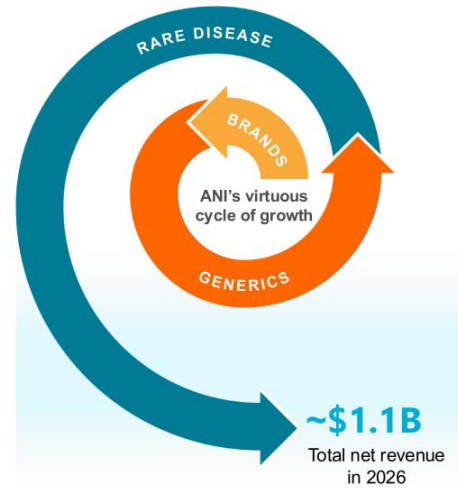 RARE DISEASE
BRANDS
ANI's virtuous
cycle of growth
GENERICS
~$1.1B
Total net revenue
in 2026